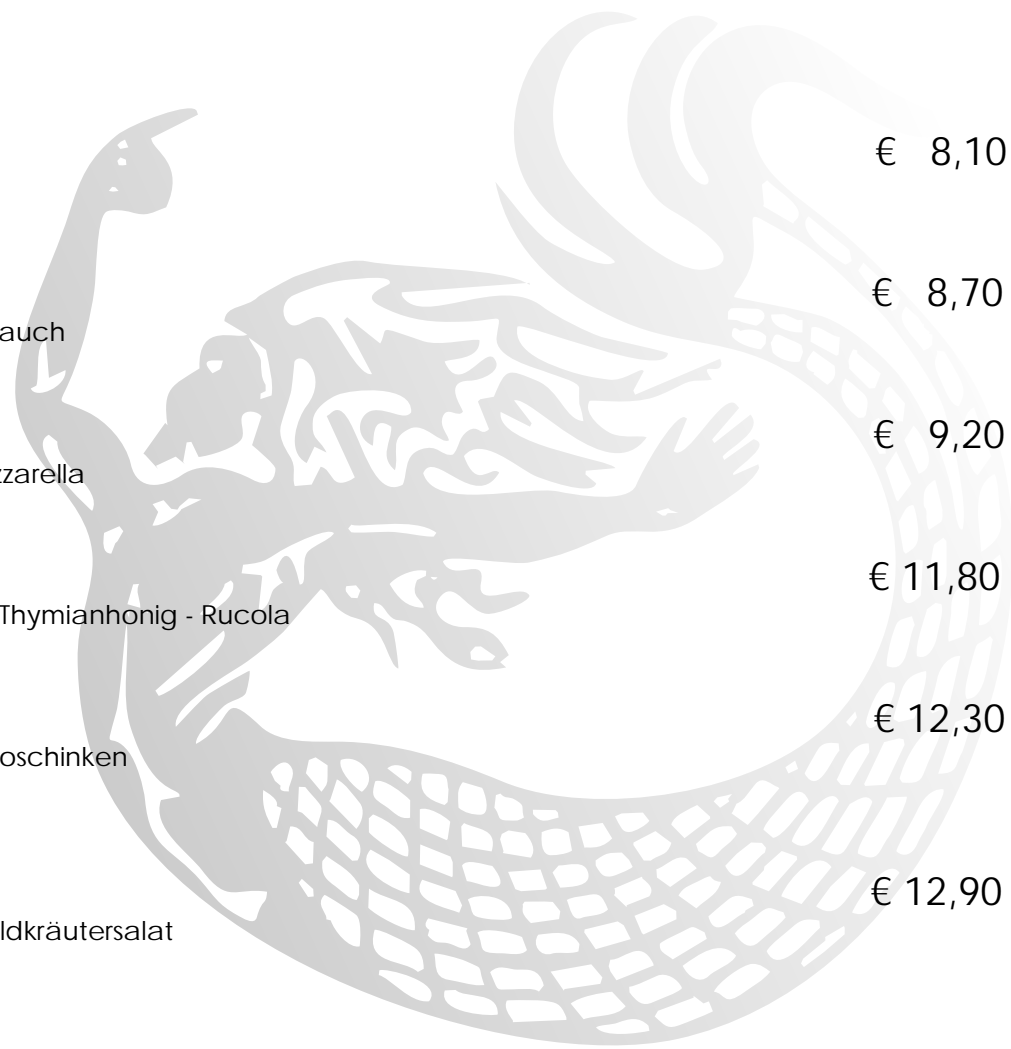 € 8,10
€ 8,70
auch
€ 9,20
zzarella
€ 11,80
Thymianhonig - Rucola
€ 12,30
oschinken
€ 12,90
ldkräutersalat